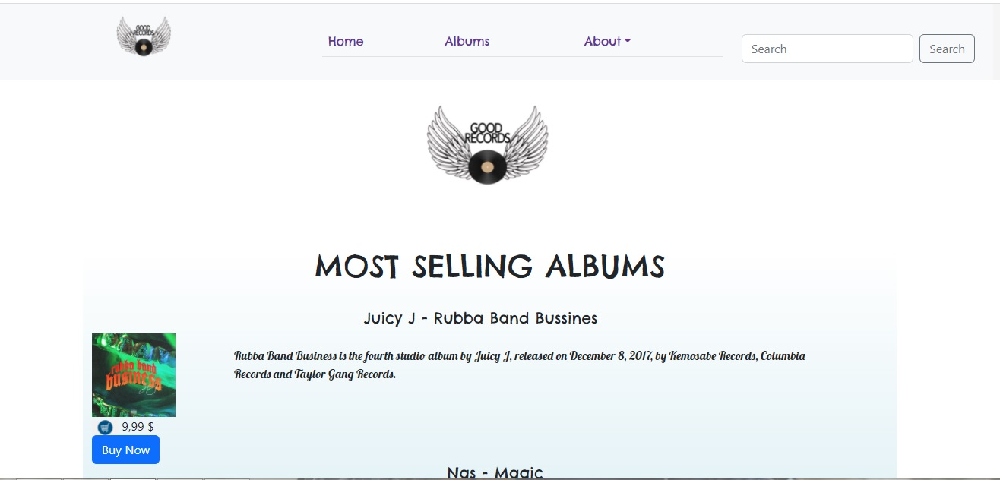 GOOD
RECORDS
Home
Albums
About
Search
Search
GOOD
RECORDS
MOST SELLING ALBUMS
Juicy J - Rubba Band Bussines
rubba band
business
Rubba Band Business is the fourth studio album by Juicy J, released on December 8, 2017, by Kemosabe Records, Columbia
Records and Taylor Gang Records.
9,99 $
Buy Now
Nas - Magic